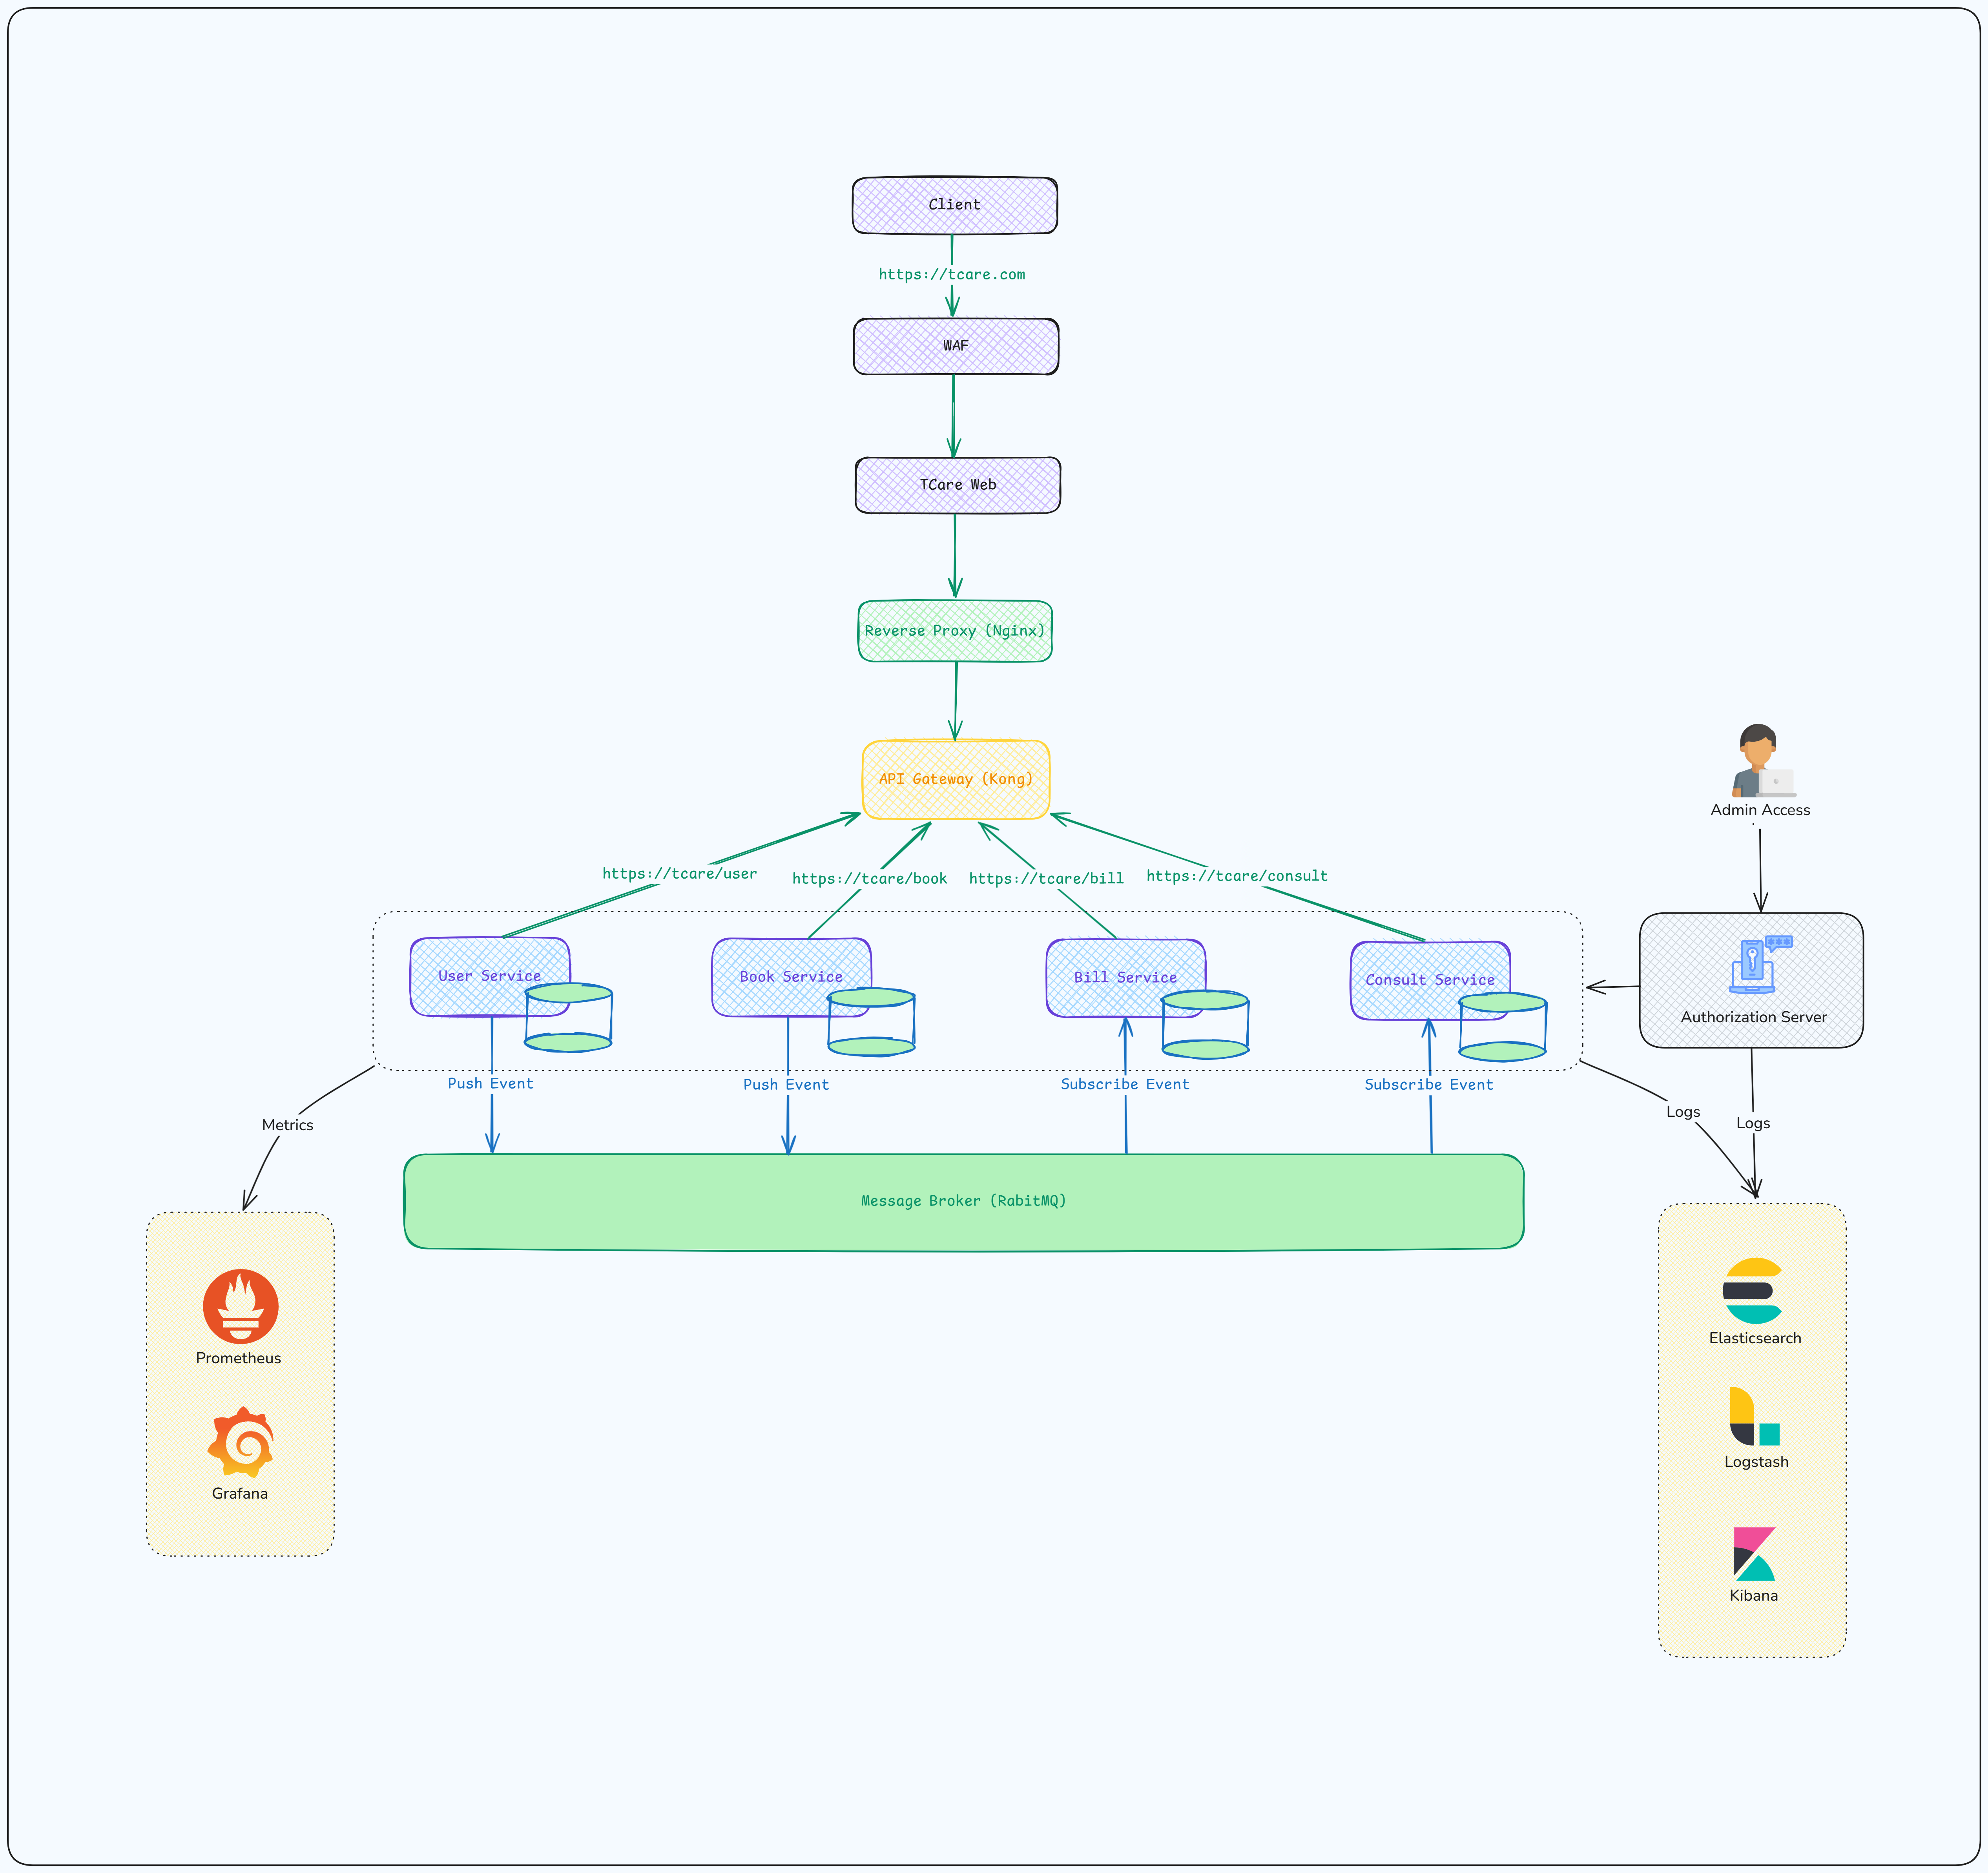 Client
https://tcare.com
WAF
TCare Web
Reverse Proxy (Nginx)
API Gateway (Kong)
Admin Access
https://tcare/user
https://tcare/book
https://tcare/bill
https://tcare/consult
User Service
Book Service
Bill Service
Consult Service
Authorization Server
Push Event
Push Event
Subscribe Event
Subscribe Event
Metrics
Logs
Logs
Message Broker (RabitMQ)
Prometheus
Grafana
Elasticsearch
Logstash
Kibana